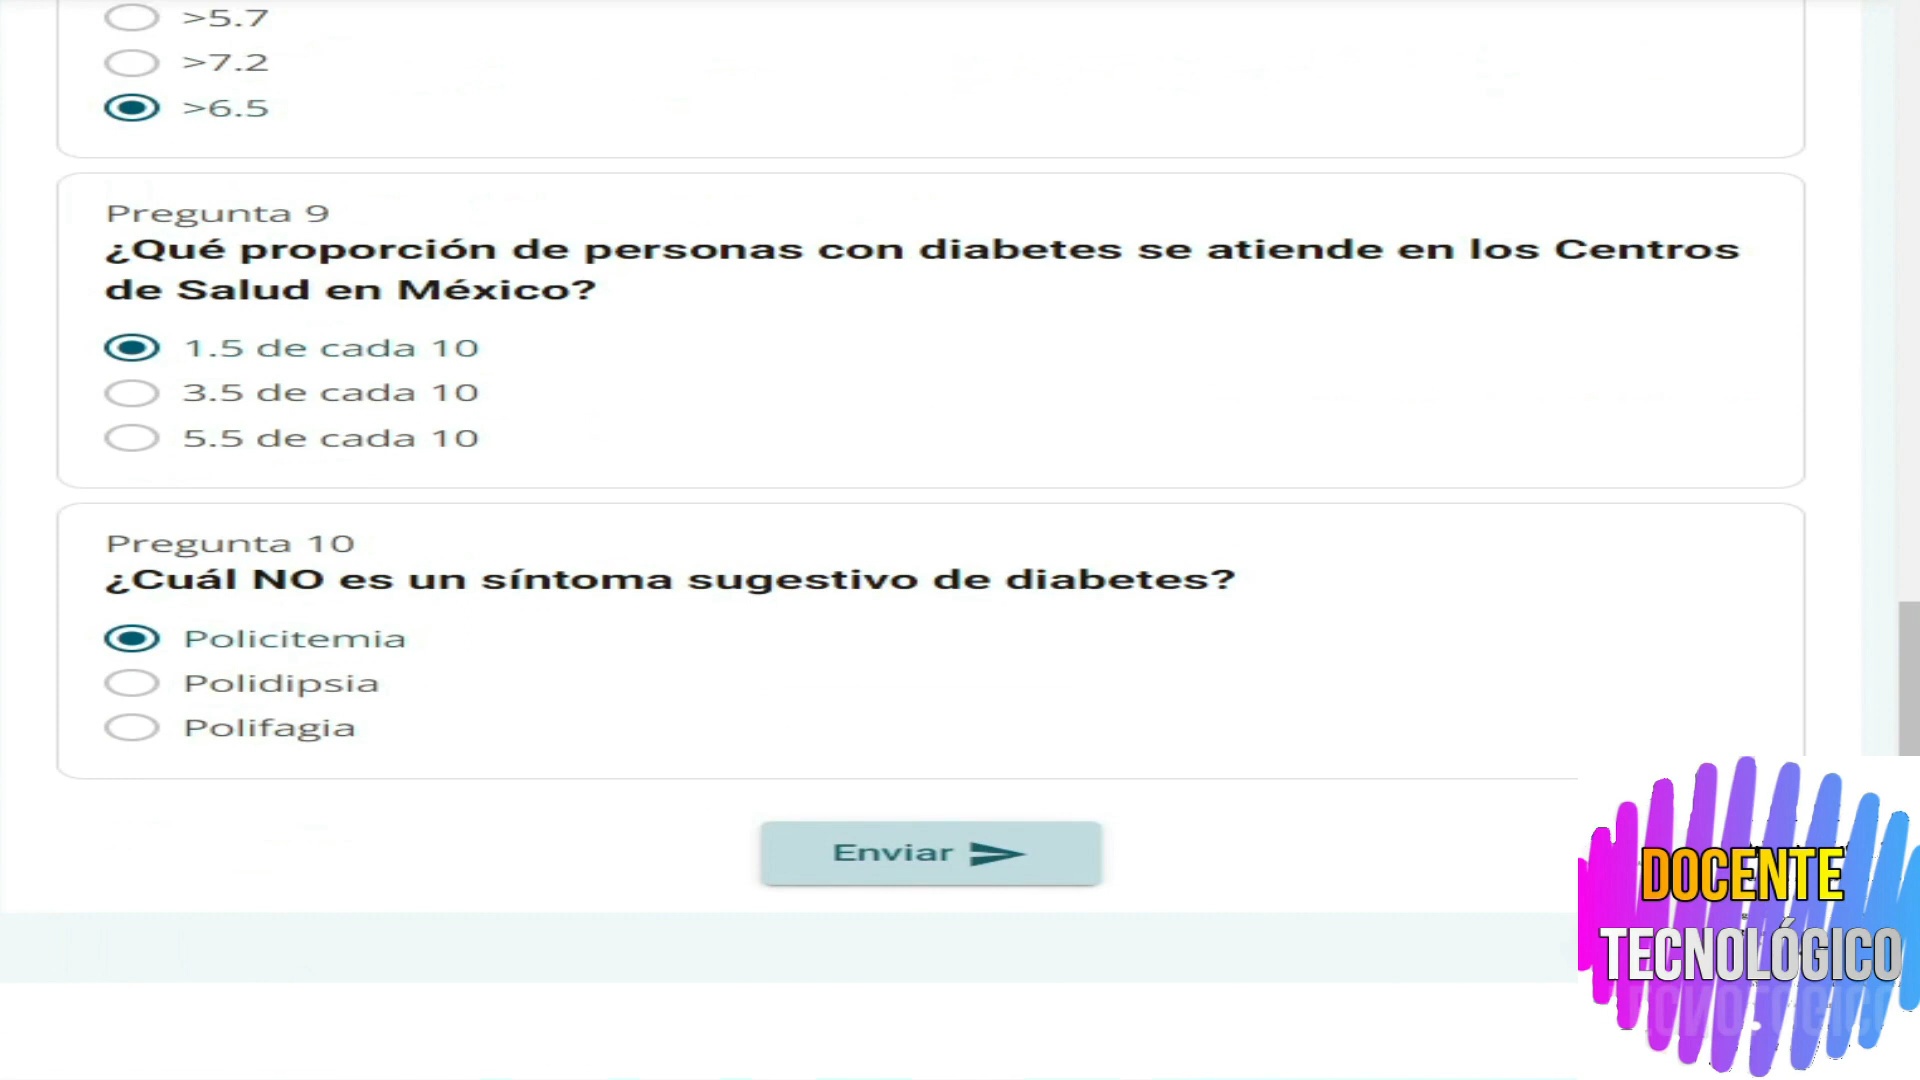 >5.7
>7.2
>6.5
Pregunta 9
¿Qué proporción de personas con diabetes se atiende en los Centros
de Salud en México?
1.5 de cada 10
3.5 de cada 10
5.5 de cada 10
Pregunta 10
¿Cuál NO es un síntoma sugestivo de diabetes?
Policitemia
Polidipsia
Polifagia
Enviar
DOCENTE
TECNOLÓGICO